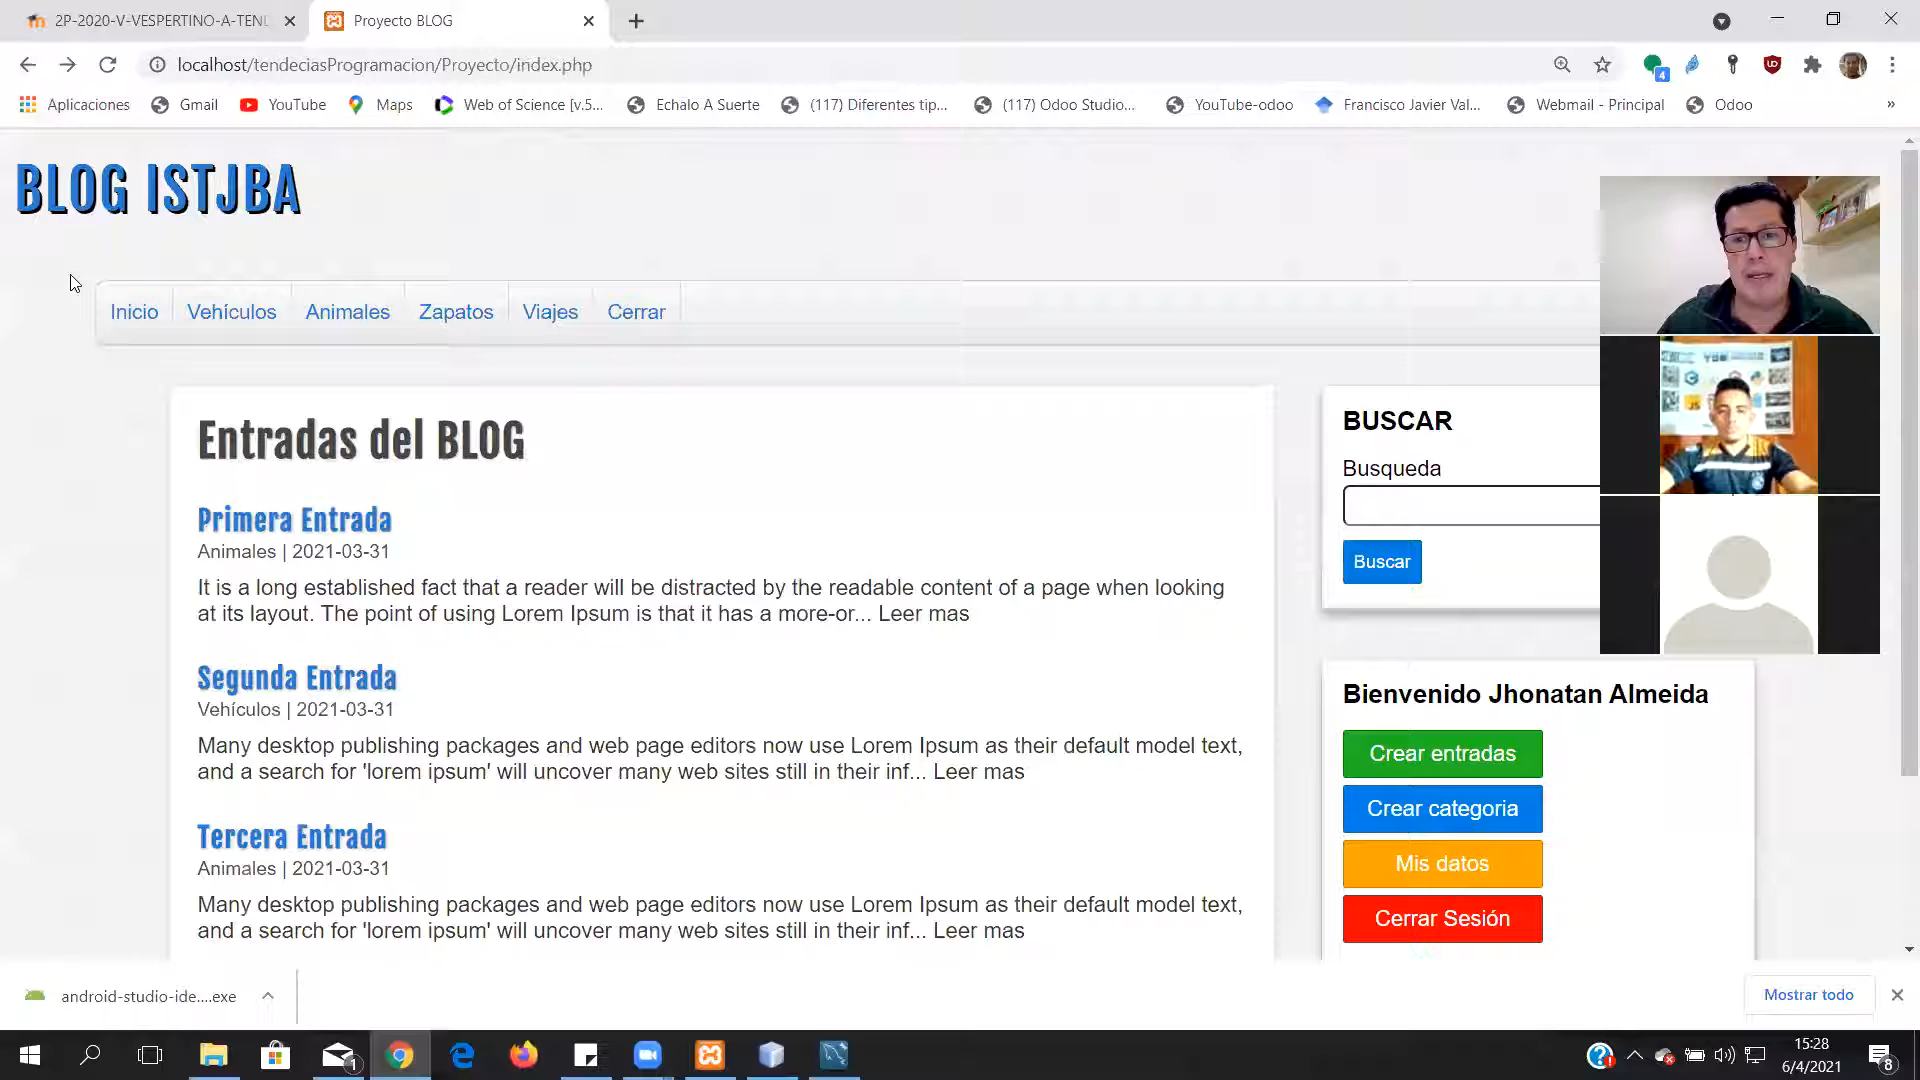 2P-2020-V-VESPERTINO-A-TEND
Proyecto BLOG
localhost/tendeciasProgramacion/Proyecto/index.php
4
Aplicaciones
Gmail
YouTube
Maps
Web of Science [v.5...
Echalo A Suerte
(117) Diferentes tip...
(117) Odoo Studio...
YouTube-odoo
Francisco Javier Val...
Webmail - Principal
Odoo
»
BLOG ISTJBA
Inicio
Vehículos
Animales
Zapatos
Viajes
Cerrar
Entradas del BLOG
Primera Entrada
Animales | 2021-03-31
It is a long established fact that a reader will be distracted by the readable content of a page when looking
at its layout. The point of using Lorem Ipsum is that it has a more-or... Leer mas
Segunda Entrada
Vehículos | 2021-03-31
Many desktop publishing packages and web page editors now use Lorem Ipsum as their default model text,
and a search for 'lorem ipsum' will uncover many web sites still in their inf... Leer mas
Tercera Entrada
Animales | 2021-03-31
Many desktop publishing packages and web page editors now use Lorem Ipsum as their default model text,
and a search for 'lorem ipsum' will uncover many web sites still in their inf... Leer mas
BUSCAR
Busqueda
Buscar
Bienvenido Jhonatan Almeida
Crear entradas
Crear categoria
Mis datos
Cerrar Sesión
android-studio-ide....exe
Mostrar todo
1
15:28
6/4/2021
8